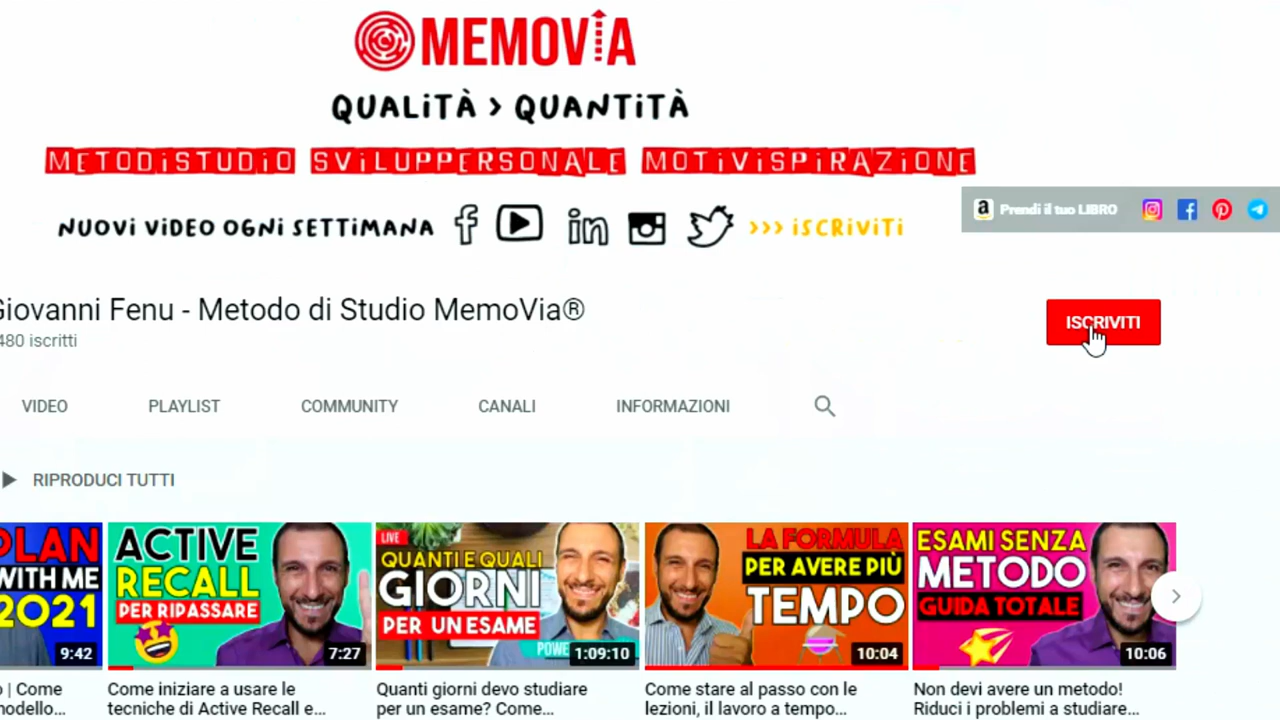 MEMOVIA
QUALITÀ > QUANTITÀ
METODISTUDIO SVILUPPERSONALE MOTIVISPIRAZIONE
NUOVI VIDEO OGNI SETTIMANA >>> ISCRIVITI
Prendi il tuo LIBRO
Giovanni Fenu - Metodo di Studio MemoVia®
480 iscritti
ISCRIVITI
VIDEO PLAYLIST COMMUNITY CANALI INFORMAZIONI
RIPRODUCI TUTTI
PLAN
WITH ME
2021
9:42
ACTIVE
RECALL
PER RIPASSARE
7:27
LIVE
QUANTI E QUALI
GIORNI
PER UN ESAME
POWE
1:09:10
LA FORMULA
PER AVERE PIÙ
TEMPO
10:04
ESAMI SENZA
METODO
GUIDA TOTALE
10:06
| Come
modello...
Come iniziare a usare le
tecniche di Active Recall e...
Quanti giorni devo studiare
per un esame? Come...
Come stare al passo con le
lezioni, il lavoro a tempo...
Non devi avere un metodo!
Riduci i problemi a studiare...